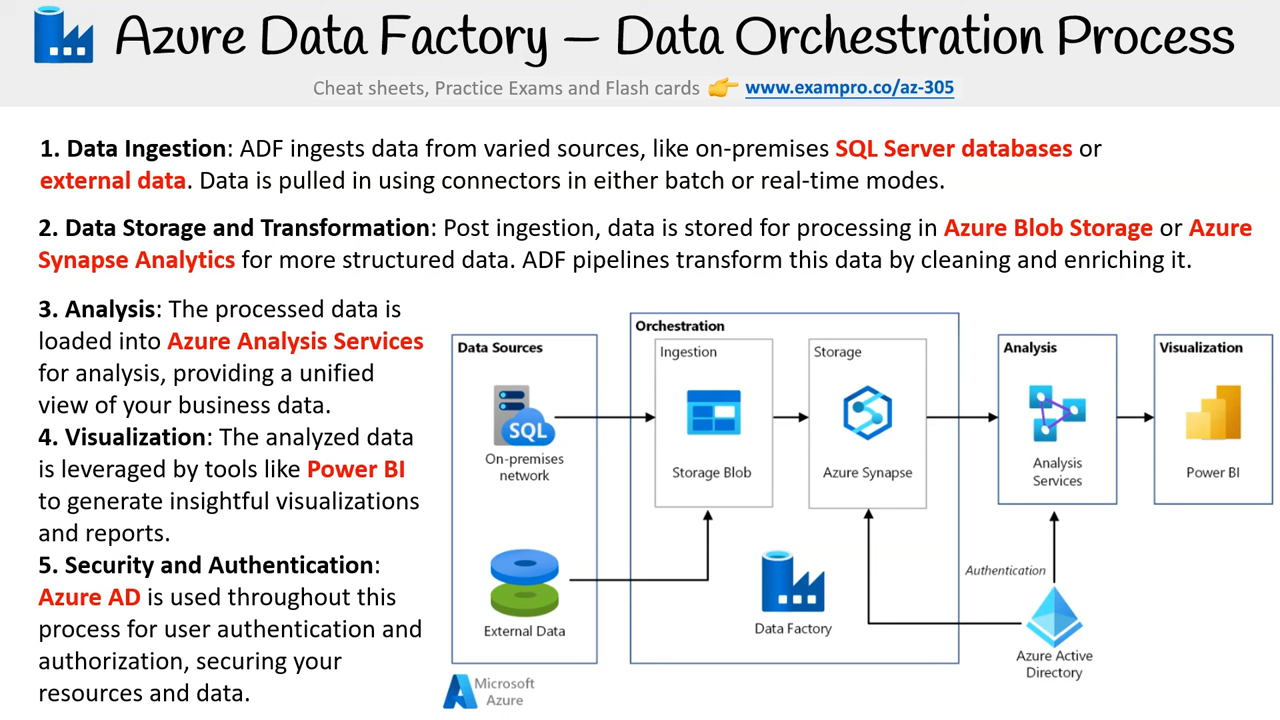 Azure Data Factory – Data Orchestration Process
Cheat sheets, Practice Exams and Flash cards 👉 www.exampro.co/az-305
1. Data Ingestion: ADF ingests data from varied sources, like on-premises SQL Server databases or
external data. Data is pulled in using connectors in either batch or real-time modes.
2. Data Storage and Transformation: Post ingestion, data is stored for processing in Azure Blob Storage or Azure
Synapse Analytics for more structured data. ADF pipelines transform this data by cleaning and enriching it.
3. Analysis: The processed data is
loaded into Azure Analysis Services
for analysis, providing a unified
view of your business data.
4. Visualization: The analyzed data
is leveraged by tools like Power BI
to generate insightful visualizations
and reports.
5. Security and Authentication:
Azure AD is used throughout this
process for user authentication and
authorization, securing your
resources and data.
Data Sources
SQL
On-premises
network
External Data
Orchestration
Ingestion
Storage Blob
Storage
Azure Synapse
Data Factory
Analysis
Analysis
Services
Visualization
Power BI
Authentication
Azure Active
Directory
Microsoft
Azure